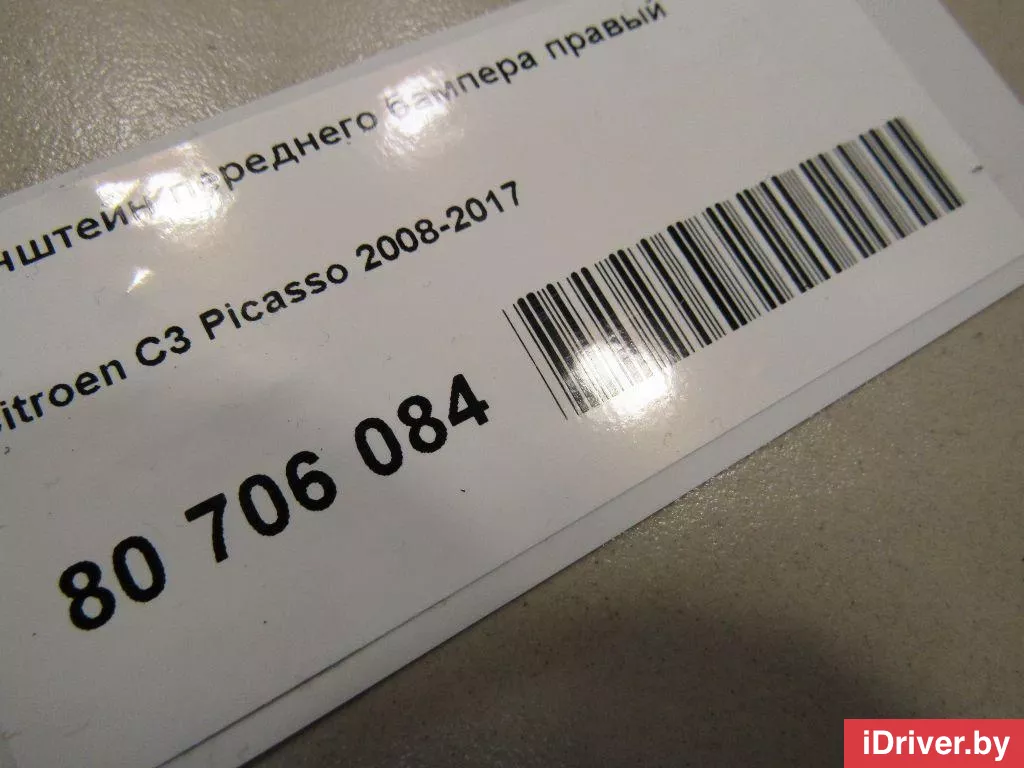 нштейн переднего бампера правый
itroen C3 Picasso 2008-2017
80 706 084
iDriver.by